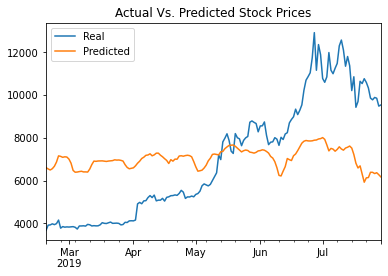 Actual Vs. Predicted Stock Prices
Real
Predicted
12000
10000
8000
6000
4000
Mar
2019
Apr
May
Jun
Jul